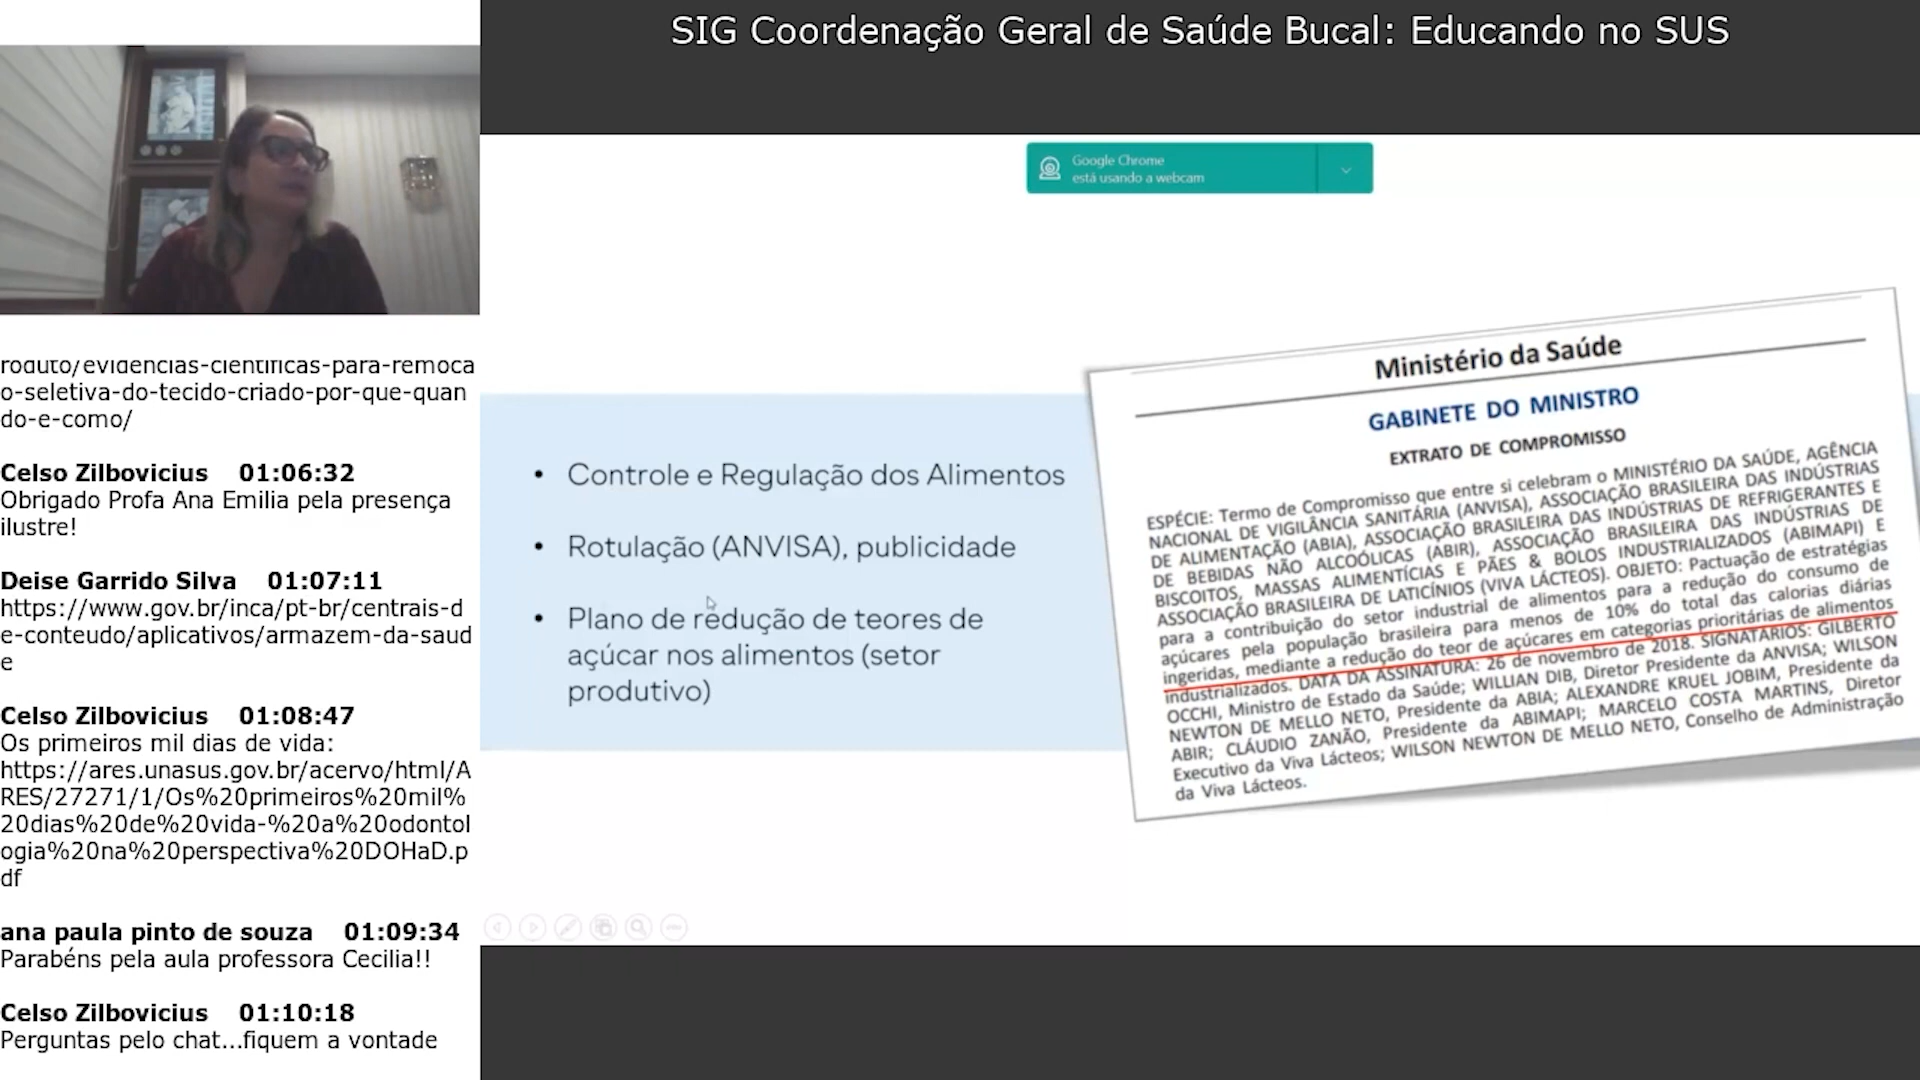 SIG Coordenação Geral de Saúde Bucal: Educando no SUS
Google Chrome
está usando a webcam
roduto/evidencias-cientificas-para-remoca
o-seletiva-do-tecido-criado-por-que-quan
do-e-como/
Celso Zilbovicius 01:06:32
Obrigado Profa Ana Emilia pela presença
ilustre!
Deise Garrido Silva 01:07:11
https://www.gov.br/inca/pt-br/centrais-d
e-conteudo/aplicativos/armazem-da-saud
e
Celso Zilbovicius 01:08:47
Os primeiros mil dias de vida:
https://ares.unasus.gov.br/acervo/html/A
RES/27271/1/Os%20primeiros%20mil%
20dias%20de%20vida-%20a%20odontol
ogia%20na%20perspectiva%20DOHaD.p
df
ana paula pinto de souza 01:09:34
Parabéns pela aula professora Cecilia!!
Celso Zilbovicius 01:10:18
Perguntas pelo chat...fiquem a vontade
• Controle e Regulação dos Alimentos
• Rotulação (ANVISA), publicidade
• Plano de redução de teores de
açúcar nos alimentos (setor
produtivo)
Ministério da Saúde
GABINETE DO MINISTRO
EXTRATO DE COMPROMISSO
ESPÉCIE: Termo de Compromisso que entre si celebram o MINISTÉRIO DA SAÚDE, AGÊNCIA
NACIONAL DE VIGILÂNCIA SANITÁRIA (ANVISA), ASSOCIAÇÃO BRASILEIRA DAS INDÚSTRIAS
DE ALIMENTAÇÃO (ABIA), ASSOCIAÇÃO BRASILEIRA DAS INDÚSTRIAS DE REFRIGERANTES E
DE BEBIDAS NÃO ALCOÓLICAS (ABIR), ASSOCIAÇÃO BRASILEIRA DAS INDÚSTRIAS DE
BISCOITOS, MASSAS ALIMENTÍCIAS E PÃES & BOLOS INDUSTRIALIZADOS (ABIMAPI) E
ASSOCIAÇÃO BRASILEIRA DE LATICÍNIOS (VIVA LÁCTEOS). OBJETO: Pactuação de estratégias
para a contribuição do setor industrial de alimentos para a redução do consumo de
açúcares pela população brasileira para menos de 10% do total das calorias diárias
ingeridas, mediante a redução do teor de açúcares em categorias prioritárias de alimentos
industrializados. DATA DA ASSINATURA: 26 de novembro de 2018. SIGNATÁRIOS: GILBERTO
OCCHI, Ministro de Estado da Saúde; WILLIAN DIB, Diretor Presidente da ANVISA; WILSON
NEWTON DE MELLO NETO, Presidente da ABIA; ALEXANDRE KRUEL JOBIM, Presidente da
ABIR; CLÁUDIO ZANÃO, Presidente da ABIMAPI; MARCELO COSTA MARTINS, Diretor
Executivo da Viva Lácteos; WILSON NEWTON DE MELLO NETO, Conselho de Administração
da Viva Lácteos.